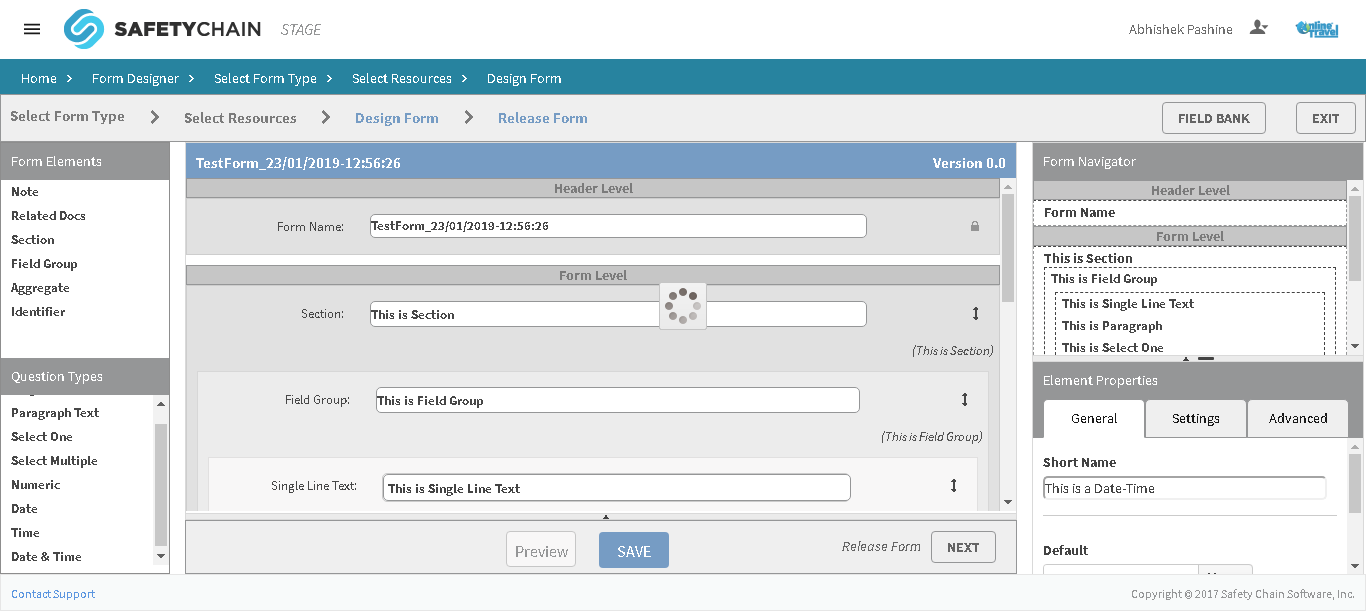 SAFETYCHAIN STAGE
Abhishek Pashine
Online Travel
Home > Form Designer > Select Form Type > Select Resources > Design Form
Select Form Type > Select Resources > Design Form > Release Form
FIELD BANK
EXIT
Form Elements
Note
Related Docs
Section
Field Group
Aggregate
Identifier
Question Types
Paragraph Text
Select One
Select Multiple
Numeric
Date
Time
Date & Time
TestForm_23/01/2019-12:56:26 Version 0.0
Header Level
Form Name: TestForm_23/01/2019-12:56:26
Form Level
Section: This is Section
(This is Section)
Field Group: This is Field Group
(This is Field Group)
Single Line Text: This is Single Line Text
Preview
SAVE
Release Form
NEXT
Form Navigator
Header Level
Form Name
Form Level
This is Section
This is Field Group
This is Single Line Text
This is Paragraph
This is Select One
Element Properties
General Settings Advanced
Short Name
This is a Date-Time
Default
Contact Support
Copyright © 2017 Safety Chain Software, Inc.